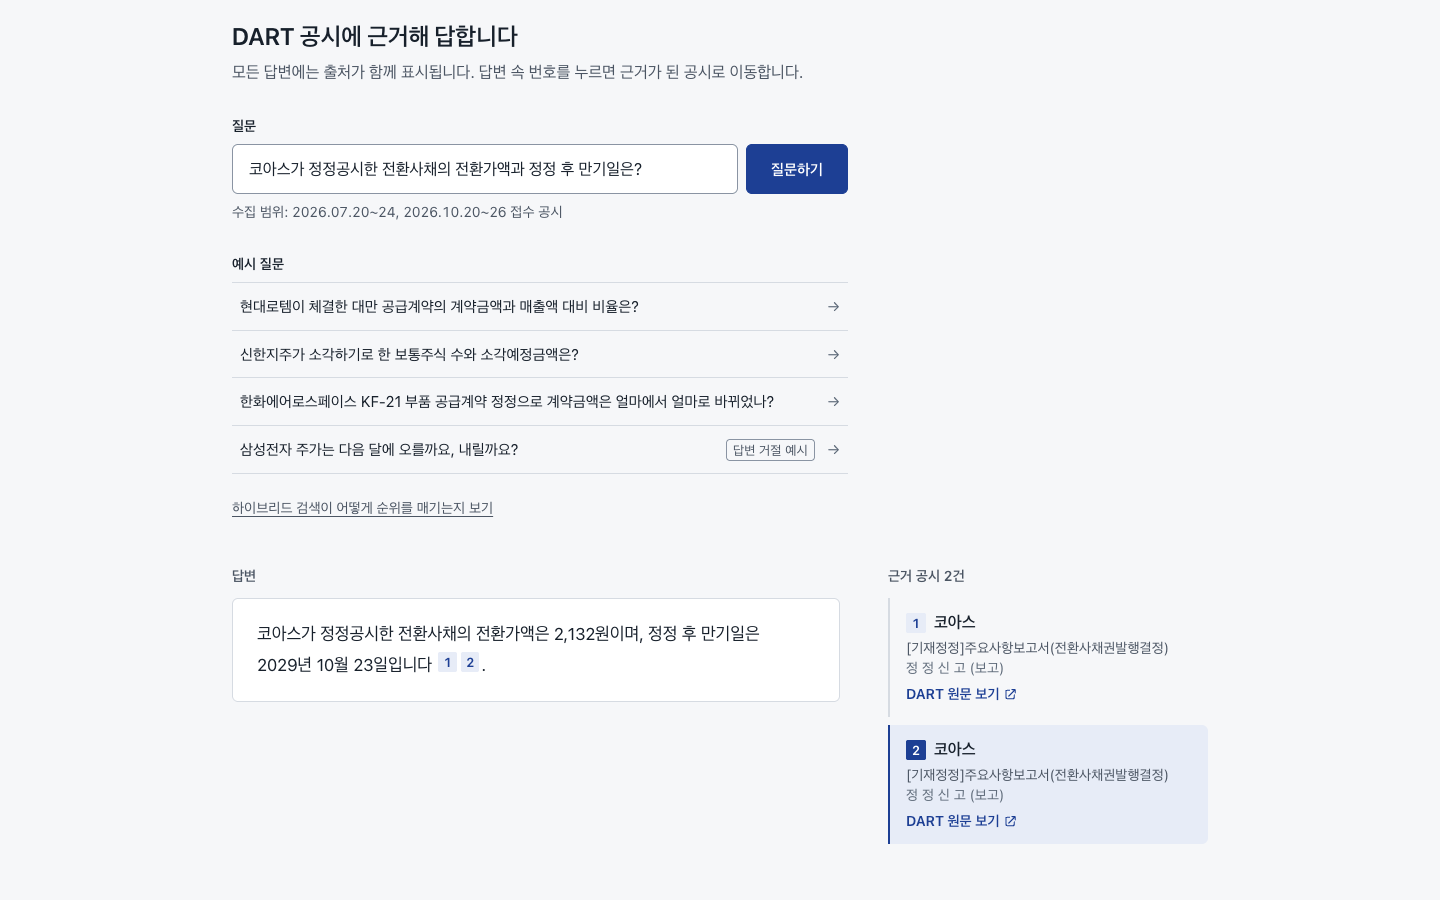 DART 공시에 근거해 답합니다
모든 답변에는 출처가 함께 표시됩니다. 답변 속 번호를 누르면 근거가 된 공시로 이동합니다.
질문
코아스가 정정공시한 전환사채의 전환가액과 정정 후 만기일은?
질문하기
수집 범위: 2026.07.20~24, 2026.10.20~26 접수 공시
예시 질문
현대로템이 체결한 대만 공급계약의 계약금액과 매출액 대비 비율은?
신한지주가 소각하기로 한 보통주식 수와 소각예정금액은?
한화에어로스페이스 KF-21 부품 공급계약 정정으로 계약금액은 얼마에서 얼마로 바뀌었나?
삼성전자 주가는 다음 달에 오를까요, 내릴까요?
답변 거절 예시
하이브리드 검색이 어떻게 순위를 매기는지 보기
답변
코아스가 정정공시한 전환사채의 전환가액은 2,132원이며, 정정 후 만기일은
2029년 10월 23일입니다 1 2 .
근거 공시 2건
1 코아스
[기재정정]주요사항보고서(전환사채권발행결정)
정 정 신 고 (보고)
DART 원문 보기
2 코아스
[기재정정]주요사항보고서(전환사채권발행결정)
정 정 신 고 (보고)
DART 원문 보기